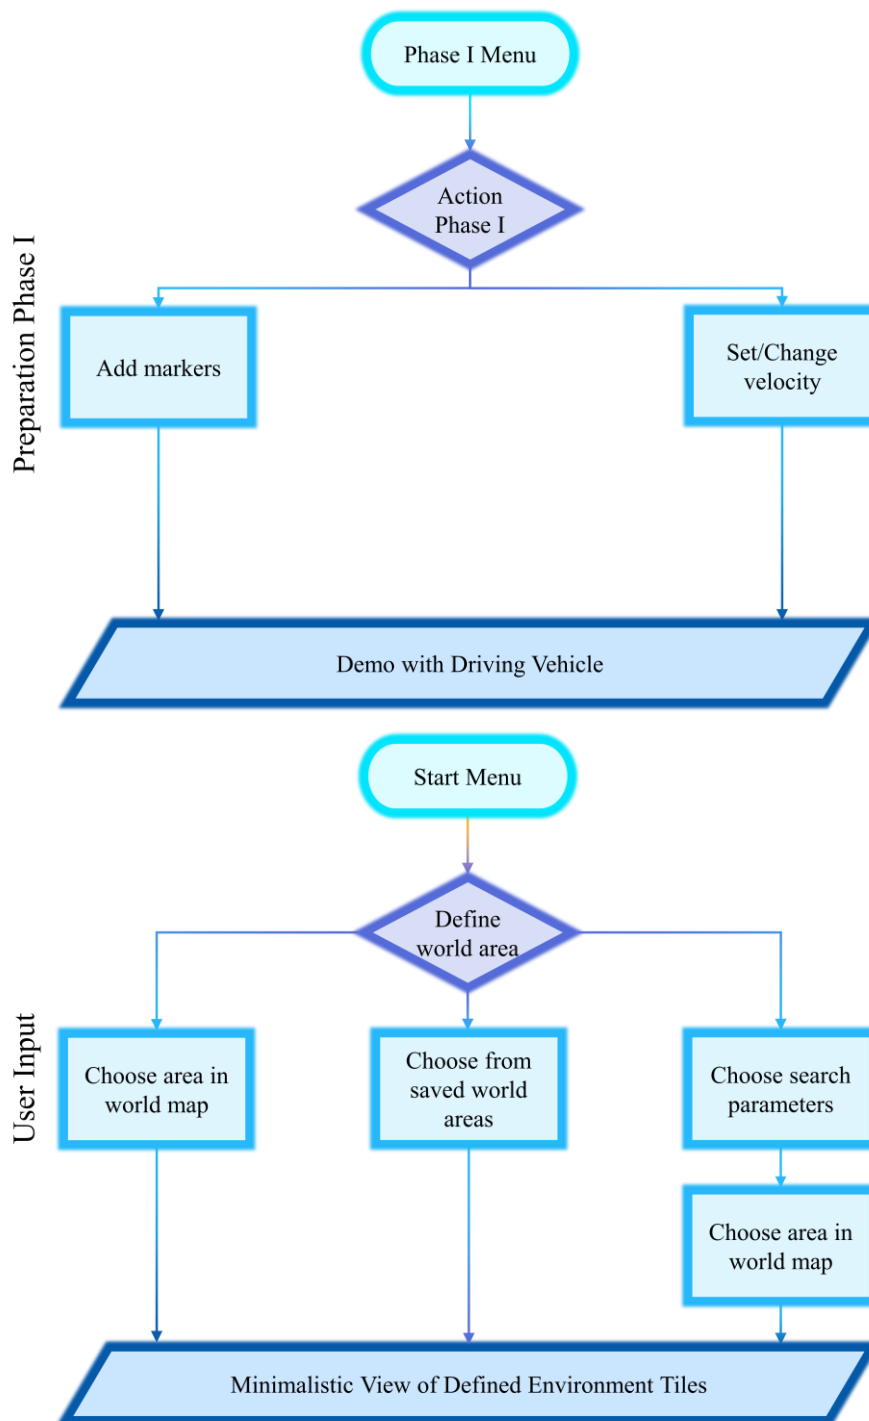 Phase I Menu
Action
Phase I
Preparation Phase I
Add markers
Set/Change
velocity
Demo with Driving Vehicle
Start Menu
Define
world area
User Input
Choose area in
world map
Choose from
saved world
areas
Choose search
parameters
Choose area in
world map
Minimalistic View of Defined Environment Tiles